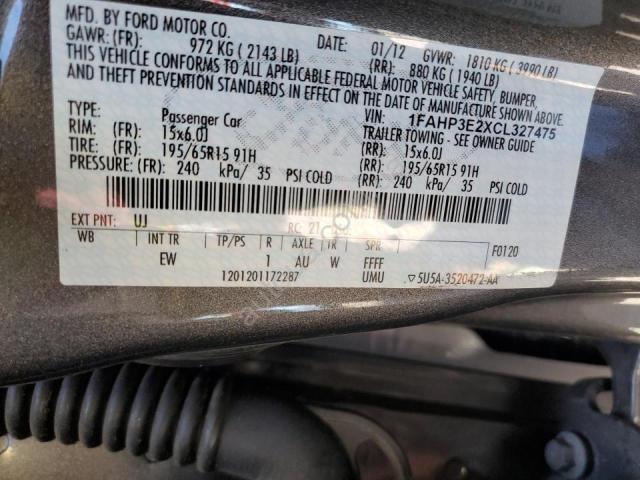 MFD. BY FORD MOTOR CO.
DATE: 01/12 GVWR: 1810 KG ( 3990 LB)
GAWR: (FR): 972 KG ( 2143 LB) (RR): 880 KG ( 1940 LB)
THIS VEHICLE CONFORMS TO ALL APPLICABLE FEDERAL MOTOR VEHICLE SAFETY, BUMPER,
AND THEFT PREVENTION STANDARDS IN EFFECT ON THE DATE OF MANUFACTURE SHOWN ABOVE.
VIN: 1FAHP3E2XCL327475
TYPE: Passenger Car TRAILER TOWING - SEE OWNER GUIDE
RIM: (FR): 15x6.0J (RR): 15x6.0J
TIRE: (FR): 195/65R15 91H (RR): 195/65R15 91H
PRESSURE: (FR) 240 kPa/ 35 PSI COLD (RR): 240 kPa/ 35 PSI COLD
EXT PNT: UJ RC: 21
F0120
WB INT TR TP/PS R AXLE TR SPR
EW 1 AU W FFFF
1201201172287 UMU 5U5A-3520472-AA